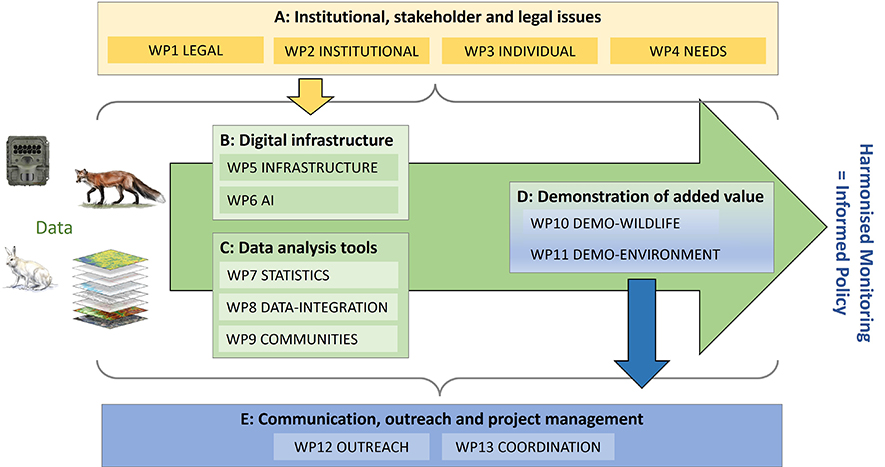 A: Institutional, stakeholder and legal issues
WP1 LEGAL
WP2 INSTITUTIONAL
WP3 INDIVIDUAL
WP4 NEEDS
B: Digital infrastructure
WP5 INFRASTRUCTURE
WP6 AI
Data
C: Data analysis tools
WP7 STATISTICS
WP8 DATA-INTEGRATION
WP9 COMMUNITIES
D: Demonstration of added value
WP10 DEMO-WILDLIFE
WP11 DEMO-ENVIRONMENT
Harmonised Monitoring
= Informed Policy
E: Communication, outreach and project management
WP12 OUTREACH
WP13 COORDINATION